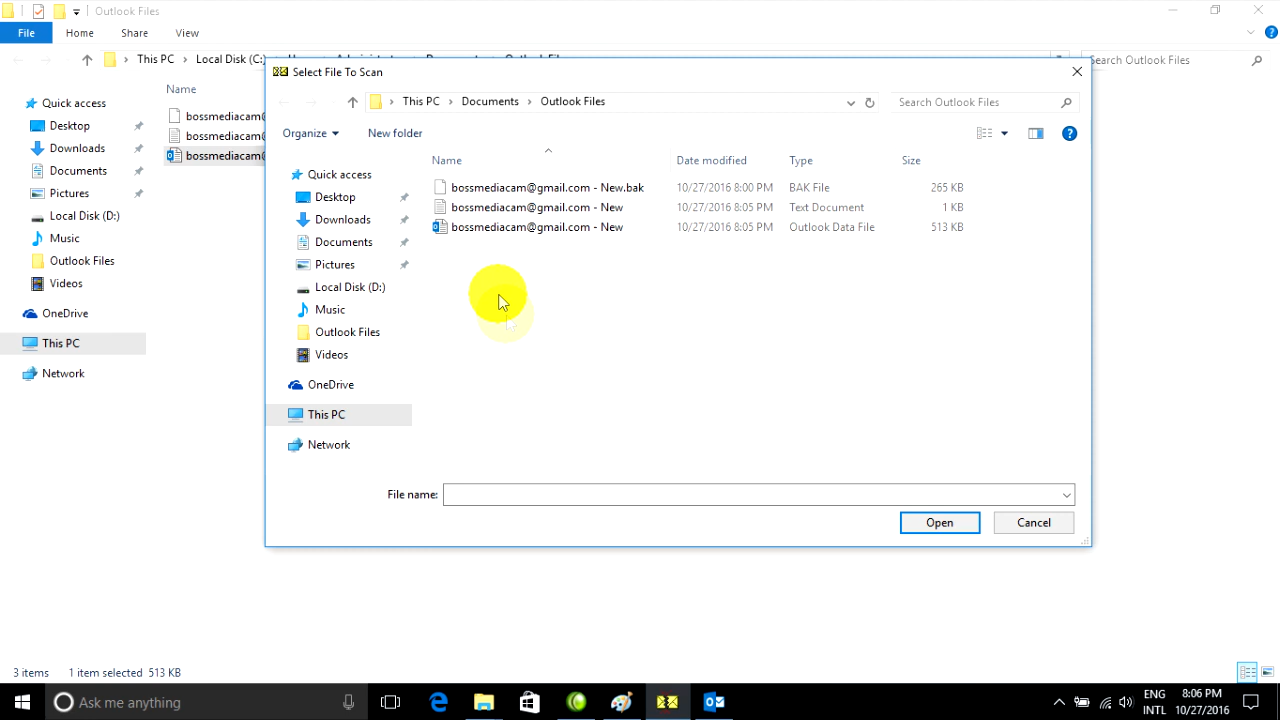 Outlook Files
File Home Share View
This PC Local Disk (C:) Search Outlook Files
Name
Quick access
Desktop
Downloads
Documents
Pictures
Local Disk (D:)
Music
Outlook Files
Videos
OneDrive
This PC
Network
bossmediacam@
bossmediacam@
bossmediacam@
Select File To Scan
This PC Documents Outlook Files Search Outlook Files
Organize New folder
Quick access
Desktop
Downloads
Documents
Pictures
Local Disk (D:)
Music
Outlook Files
Videos
OneDrive
This PC
Network
Name Date modified Type Size
bossmediacam@gmail.com - New.bak 10/27/2016 8:00 PM BAK File 265 KB
bossmediacam@gmail.com - New 10/27/2016 8:05 PM Text Document 1 KB
bossmediacam@gmail.com - New 10/27/2016 8:05 PM Outlook Data File 513 KB
File name:
Open Cancel
3 items 1 item selected 513 KB
Ask me anything
ENG
INTL
8:06 PM
10/27/2016